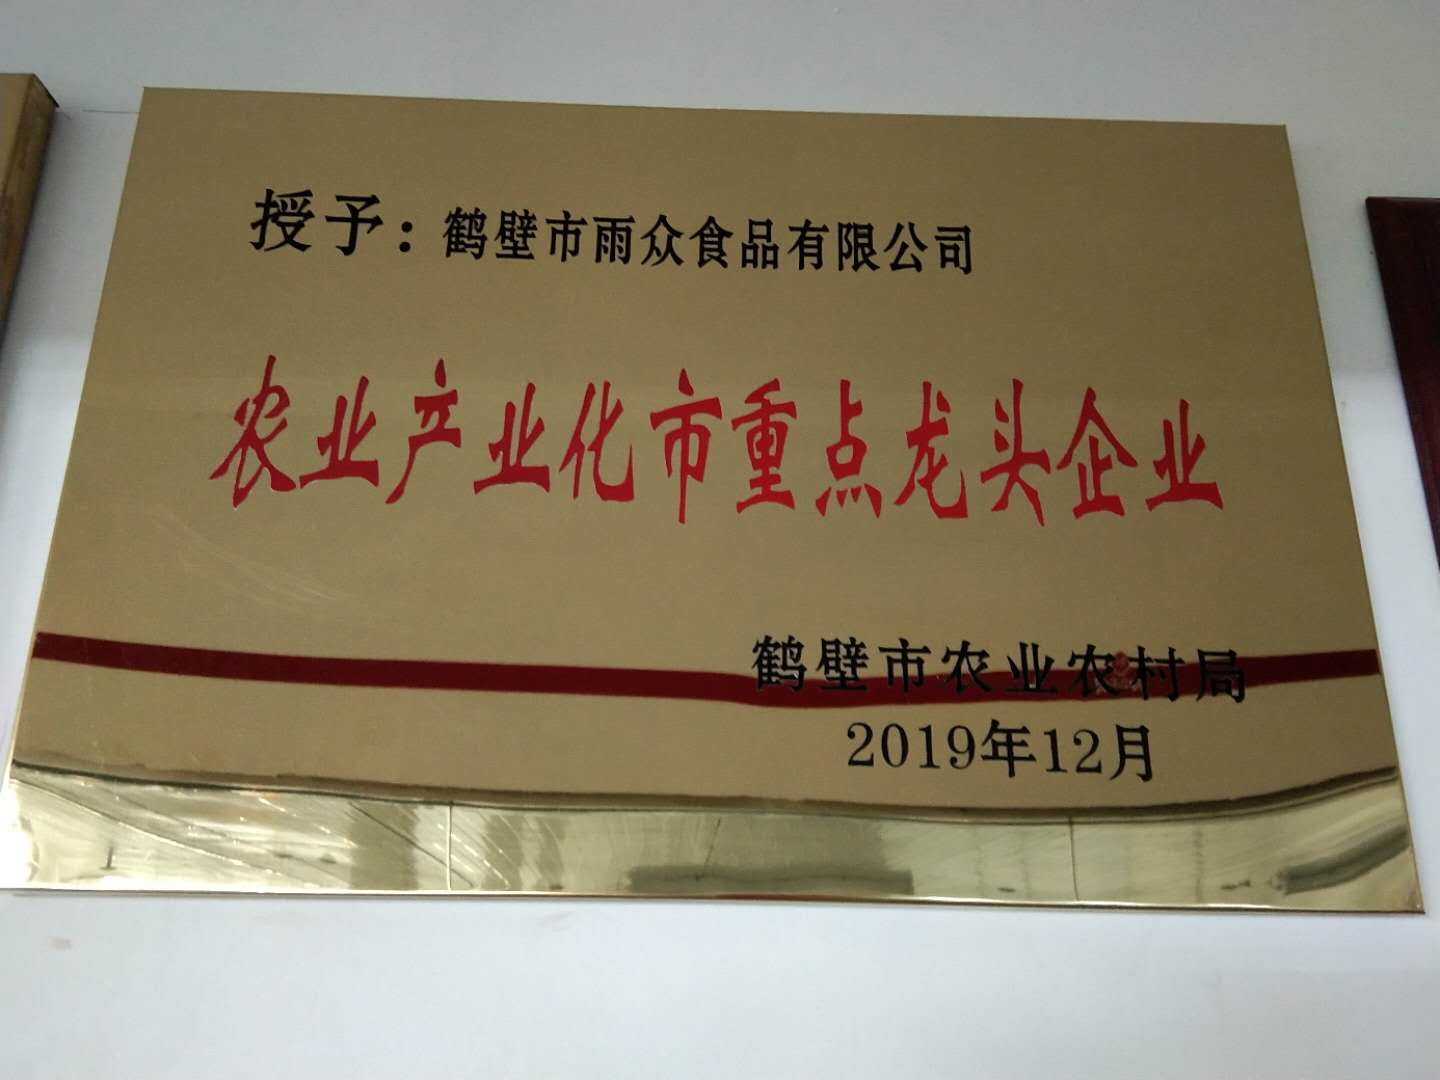 授予：鹤壁市雨众食品有限公司
农业产业化市重点龙头企业
鹤壁市农业农村局
2019年12月